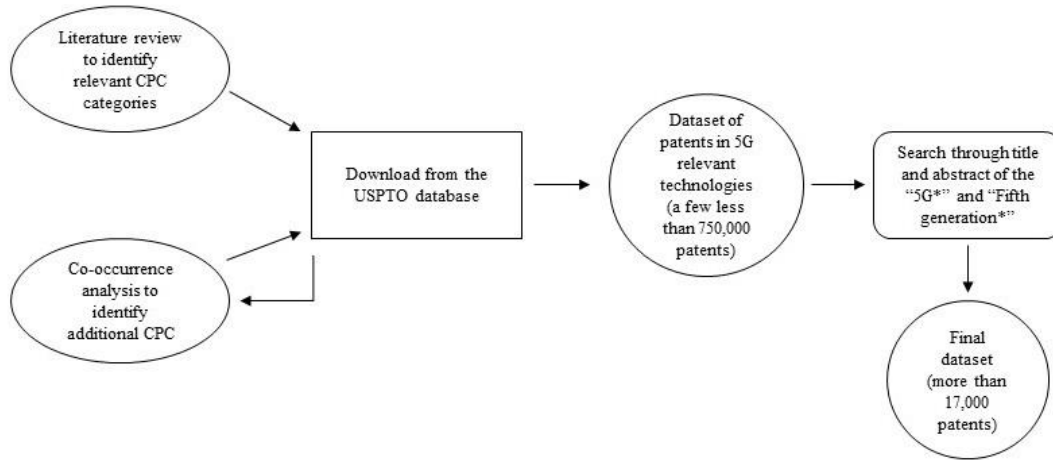 Literature review
to identify
relevant CPC
categories
Download from the
USPTO database
Co-occurrence
analysis to
identify
additional CPC
Dataset of
patents in 5G
relevant
technologies
(a few less
than 750,000
patents)
Search through title
and abstract of the
“5G*” and “Fifth
generation*”
Final
dataset
(more than
17,000
patents)